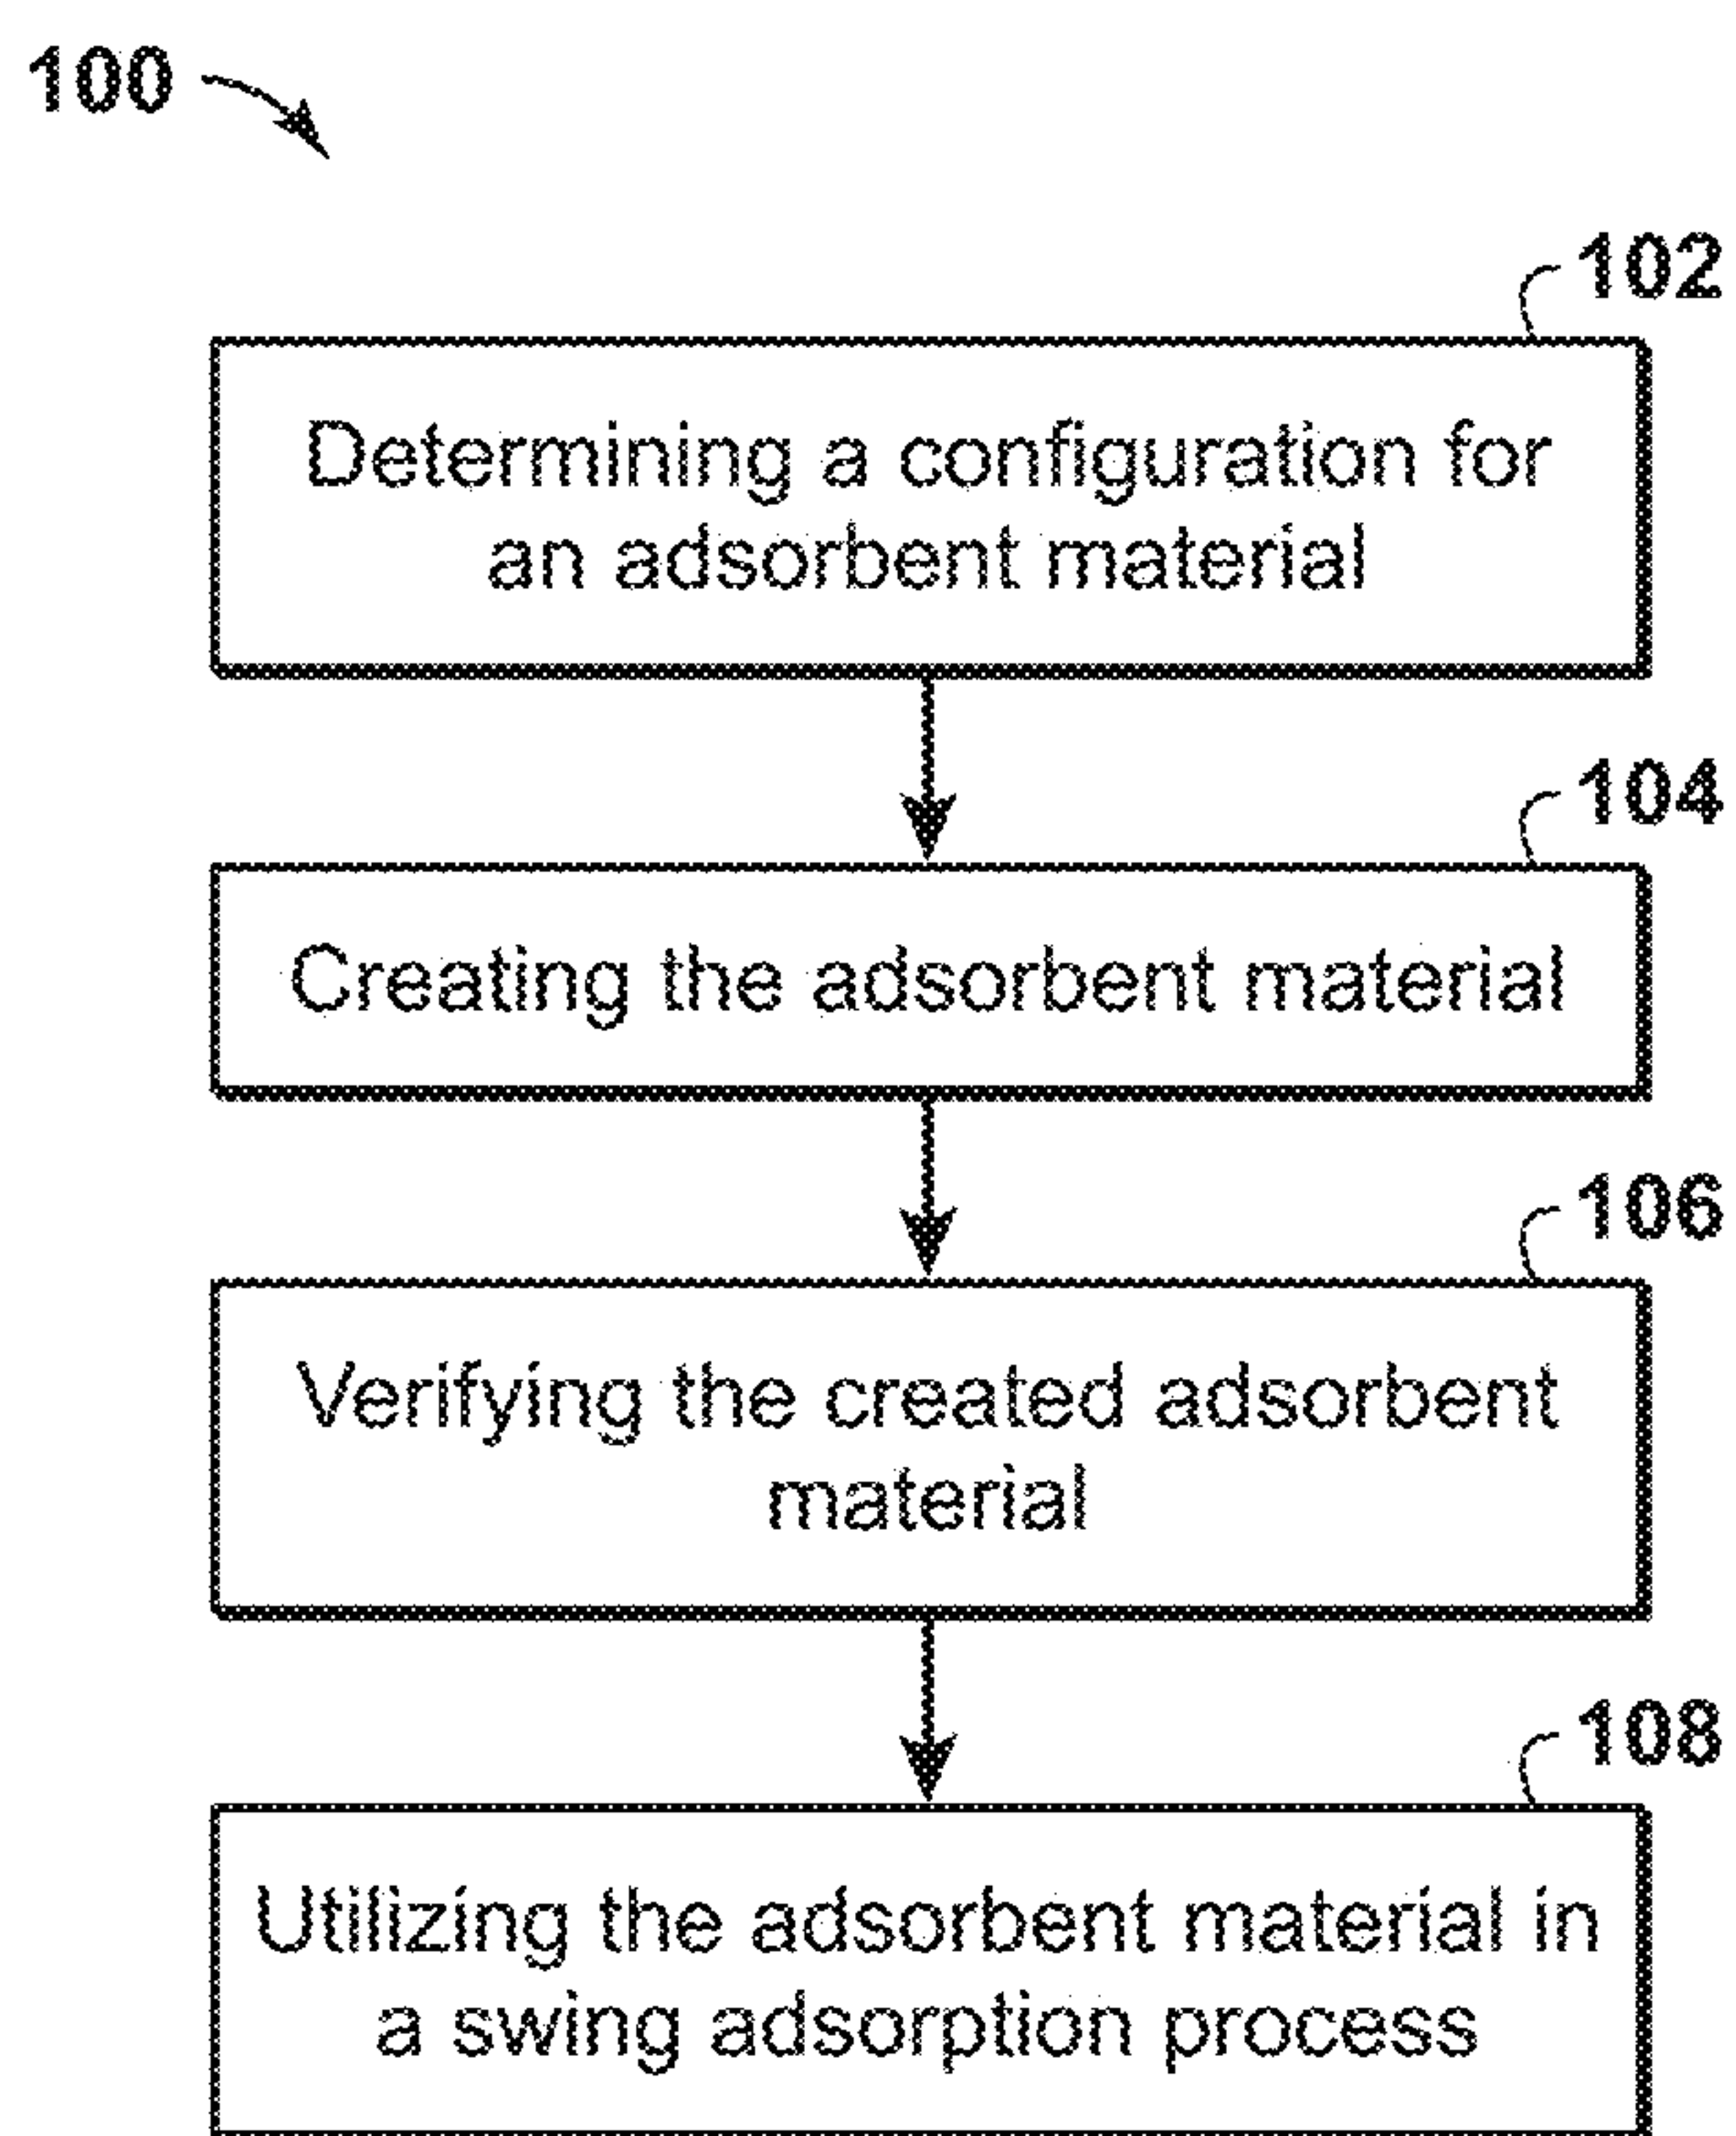 100
102
Determining a configuration for
an adsorbent material
104
Creating the adsorbent material
106
Verifying the created adsorbent
material
108
Utilizing the adsorbent material in
a swing adsorption process